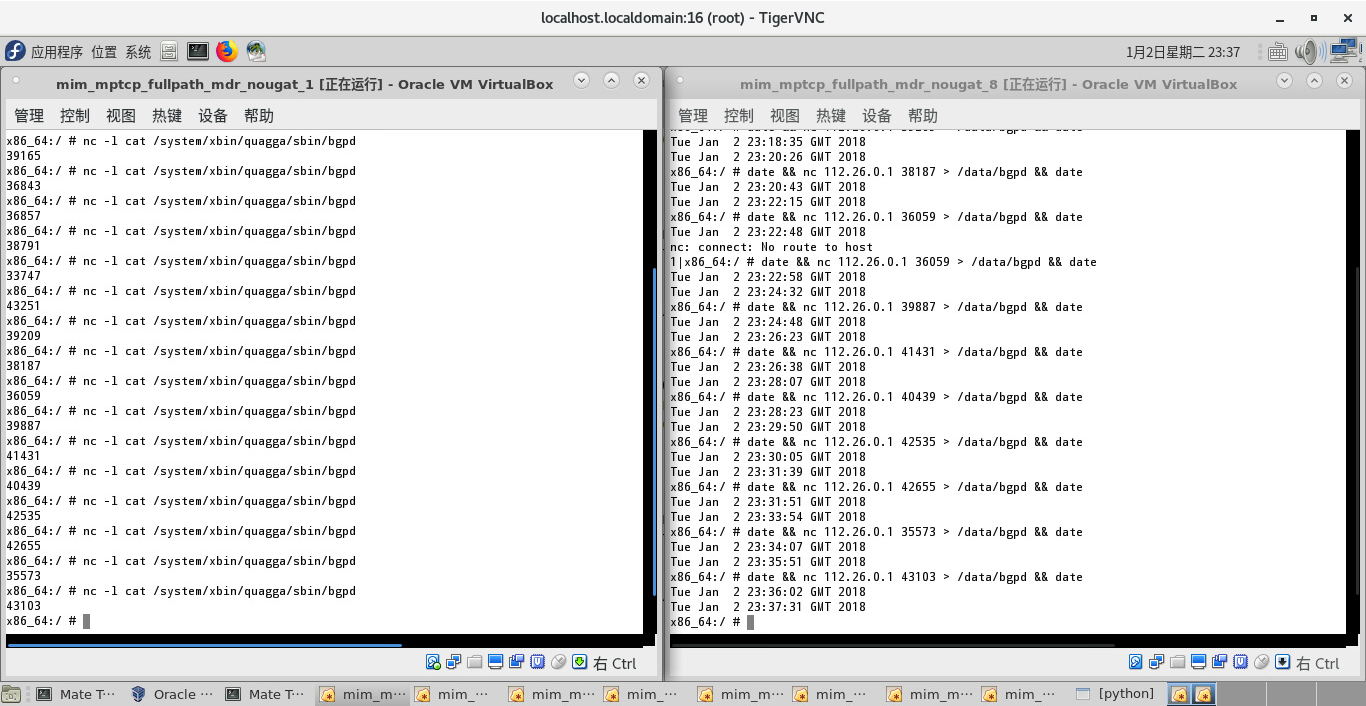 localhost.localdomain:16 (root) - TigerVNC
应用程序 位置 系统
1月2日星期二 23:37
mim_mptcp_fullpath_mdr_nougat_1 [正在运行] - Oracle VM VirtualBox
管理 控制 视图 热键 设备 帮助
x86_64:/ # nc -l cat /system/xbin/quagga/sbin/bgpd
39165
x86_64:/ # nc -l cat /system/xbin/quagga/sbin/bgpd
36843
x86_64:/ # nc -l cat /system/xbin/quagga/sbin/bgpd
36857
x86_64:/ # nc -l cat /system/xbin/quagga/sbin/bgpd
38791
x86_64:/ # nc -l cat /system/xbin/quagga/sbin/bgpd
33747
x86_64:/ # nc -l cat /system/xbin/quagga/sbin/bgpd
43251
x86_64:/ # nc -l cat /system/xbin/quagga/sbin/bgpd
39209
x86_64:/ # nc -l cat /system/xbin/quagga/sbin/bgpd
38187
x86_64:/ # nc -l cat /system/xbin/quagga/sbin/bgpd
36059
x86_64:/ # nc -l cat /system/xbin/quagga/sbin/bgpd
39887
x86_64:/ # nc -l cat /system/xbin/quagga/sbin/bgpd
41431
x86_64:/ # nc -l cat /system/xbin/quagga/sbin/bgpd
40439
x86_64:/ # nc -l cat /system/xbin/quagga/sbin/bgpd
42535
x86_64:/ # nc -l cat /system/xbin/quagga/sbin/bgpd
42655
x86_64:/ # nc -l cat /system/xbin/quagga/sbin/bgpd
35573
x86_64:/ # nc -l cat /system/xbin/quagga/sbin/bgpd
43103
x86_64:/ #
右 Ctrl
mim_mptcp_fullpath_mdr_nougat_8 [正在运行] - Oracle VM VirtualBox
管理 控制 视图 热键 设备 帮助
Tue Jan  2 23:18:35 GMT 2018
Tue Jan  2 23:20:26 GMT 2018
x86_64:/ # date && nc 112.26.0.1 38187 > /data/bgpd && date
Tue Jan  2 23:20:43 GMT 2018
Tue Jan  2 23:22:15 GMT 2018
x86_64:/ # date && nc 112.26.0.1 36059 > /data/bgpd && date
Tue Jan  2 23:22:48 GMT 2018
nc: connect: No route to host
1|x86_64:/ # date && nc 112.26.0.1 36059 > /data/bgpd && date
Tue Jan  2 23:22:58 GMT 2018
Tue Jan  2 23:24:32 GMT 2018
x86_64:/ # date && nc 112.26.0.1 39887 > /data/bgpd && date
Tue Jan  2 23:24:48 GMT 2018
Tue Jan  2 23:26:23 GMT 2018
x86_64:/ # date && nc 112.26.0.1 41431 > /data/bgpd && date
Tue Jan  2 23:26:38 GMT 2018
Tue Jan  2 23:28:07 GMT 2018
x86_64:/ # date && nc 112.26.0.1 40439 > /data/bgpd && date
Tue Jan  2 23:28:23 GMT 2018
Tue Jan  2 23:29:50 GMT 2018
x86_64:/ # date && nc 112.26.0.1 42535 > /data/bgpd && date
Tue Jan  2 23:30:05 GMT 2018
Tue Jan  2 23:31:39 GMT 2018
x86_64:/ # date && nc 112.26.0.1 42655 > /data/bgpd && date
Tue Jan  2 23:31:51 GMT 2018
Tue Jan  2 23:33:54 GMT 2018
x86_64:/ # date && nc 112.26.0.1 35573 > /data/bgpd && date
Tue Jan  2 23:34:07 GMT 2018
Tue Jan  2 23:35:51 GMT 2018
x86_64:/ # date && nc 112.26.0.1 43103 > /data/bgpd && date
Tue Jan  2 23:36:02 GMT 2018
Tue Jan  2 23:37:31 GMT 2018
x86_64:/ #
右 Ctrl
Mate T⋯ Oracle ⋯ Mate T⋯ mim_m⋯ mim_⋯ mim_m⋯ mim_⋯ mim_m⋯ mim_⋯ mim_m⋯ mim_⋯ [python]